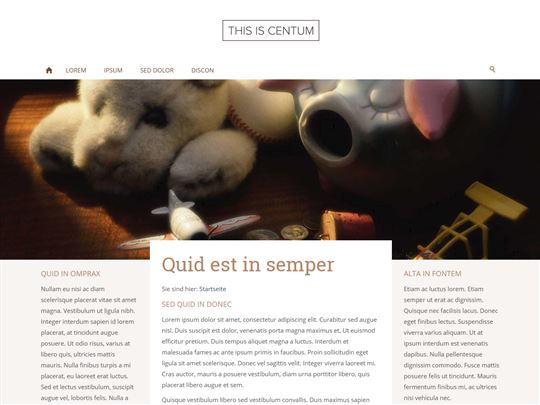 THIS IS CENTUM
LOREM IPSUM SED DOLOR DISCON
QUID IN OMPRAX
Nullam eu nisi ac diam
scelerisque placerat vitae sit amet
magna. Vestibulum ut ligula nibh.
Integer interdum sapien id lorem
placerat, at tincidunt augue
posuere. Ut odio risus, varius at
libero quis, ultricies mattis
mauris. Nulla finibus turpis a mi
placerat, eu hendrerit erat luctus.
Sed et lectus vestibulum, suscipit
augue vel, lobortis felis. Nulla a
Quid est in semper
Sie sind hier: Startseite
SED QUID IN DONEC
Lorem ipsum dolor sit amet, consectetur adipiscing elit. Curabitur sed augue
nisl. Duis suscipit est dolor, venenatis porta magna maximus et. Ut euismod
efficitur pretium. Duis tempus aliquet magna a luctus. Interdum et
malesuada fames ac ante ipsum primis in faucibus. Proin sollicitudin eget
ligula sit amet scelerisque. Donec vel sagittis velit. Integer a laoreet mi.
Cras auctor, mauris a posuere vestibulum, diam urna porttitor libero, quis
placerat libero augue et sem.
Quisque vestibulum libero sed vestibulum convallis. Duis maximus sapien
ALTA IN FONTEM
Etiam ac luctus lorem. Etiam
semper ut erat ac dignissim.
Quisque nec facilisis lacus. Donec
eget finibus lectus. Suspendisse
viverra varius aliquam. Ut at
ipsum interdum est venenatis
dapibus. Nulla pellentesque
dignissim commodo. Fusce mattis
posuere felis ut tincidunt. Mauris
fermentum finibus mi, ac ultrices
nisi vehicula nec.